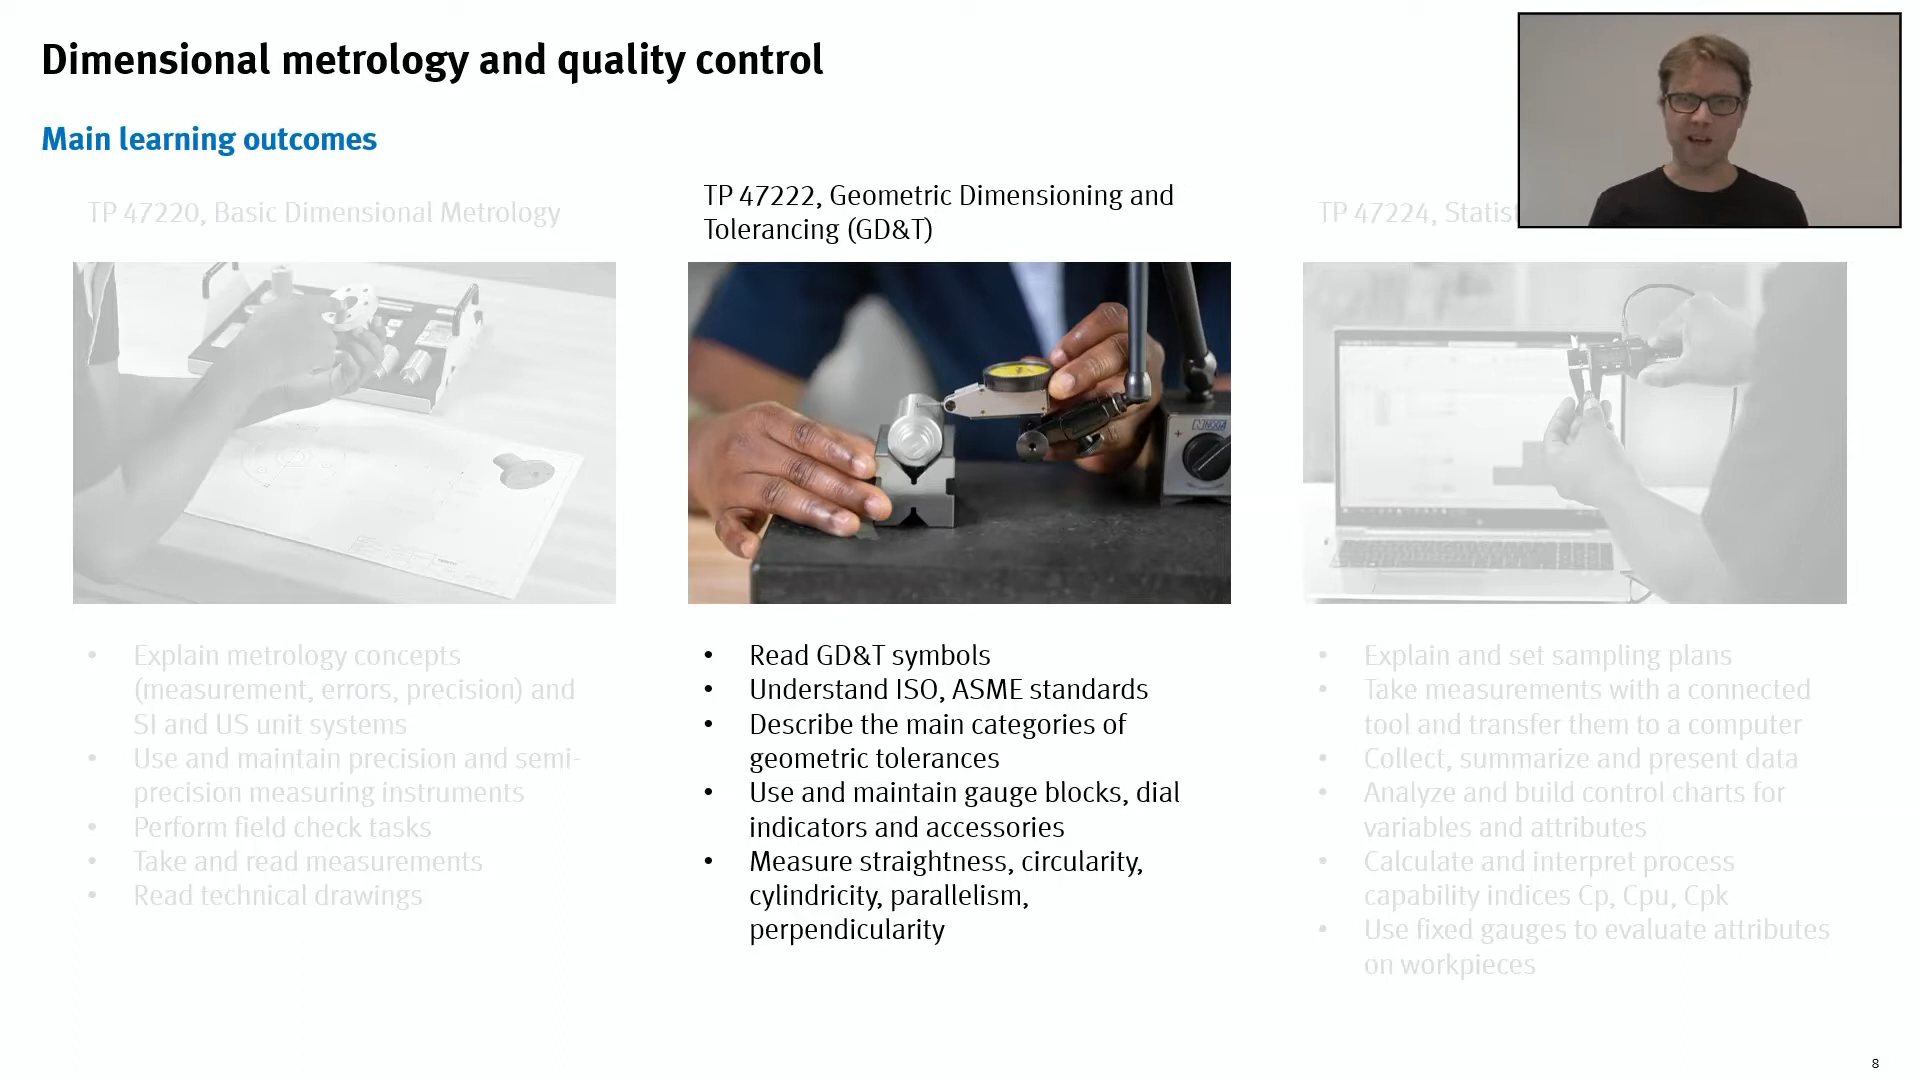 Dimensional metrology and quality control
Main learning outcomes
TP 47220, Basic Dimensional Metrology
• Explain metrology concepts
(measurement, errors, precision) and
SI and US unit systems
• Use and maintain precision and semi-
precision measuring instruments
• Perform field check tasks
• Take and read measurements
• Read technical drawings
TP 47222, Geometric Dimensioning and
Tolerancing (GD&T)
NOGA
• Read GD&T symbols
• Understand ISO, ASME standards
• Describe the main categories of
geometric tolerances
• Use and maintain gauge blocks, dial
indicators and accessories
• Measure straightness, circularity,
cylindricity, parallelism,
perpendicularity
TP 47224,
• Explain and set sampling plans
• Take measurements with a connected
tool and transfer them to a computer
• Collect, summarize and present data
• Analyze and build control charts for
variables and attributes
• Calculate and interpret process
capability indices Cp, Cpu, Cpk
• Use fixed gauges to evaluate attributes
on workpieces
8